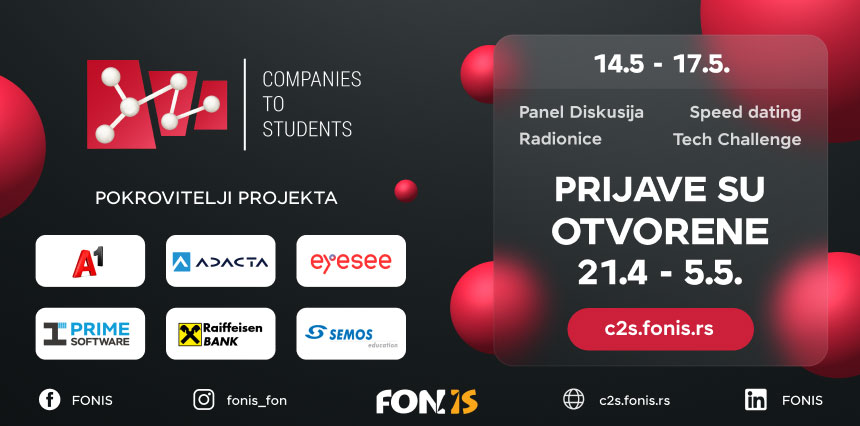 COMPANIES
TO
STUDENTS
POKROVITELJI PROJEKTA
A1
ADACTA
eyesee
PRIME
SOFTWARE
Raiffeisen
BANK
SEMOS
education
14.5 - 17.5.
Panel Diskusija
Speed dating
Radionice
Tech Challenge
PRIJAVE SU
OTVORENE
21.4 - 5.5.
c2s.fonis.rs
FONIS
fonis_fon
FONIS
c2s.fonis.rs
in
FONIS